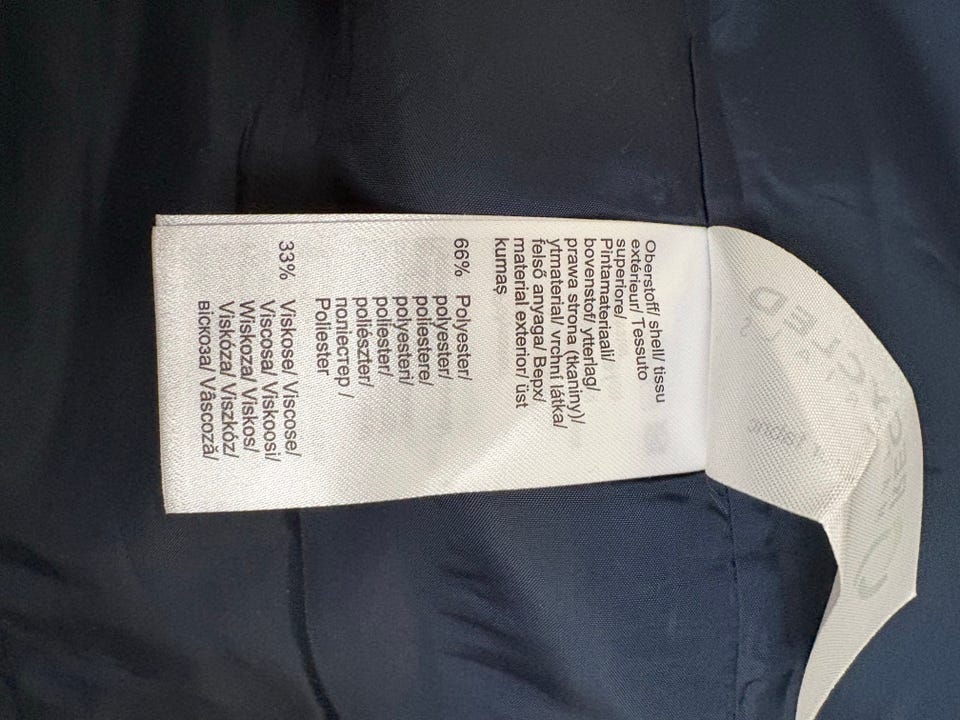 Oberstoff/ shell/ tissu
extérieur/ Tessuto
superiore/
Pintamateriaali/
bovenstof/ ytterlag/
prawa strona (tkaniny)/
ytmaterial/ vrchní látka/
felső anyaga/ Верх/
material exterior/ üst
kumaş
66% Polyester/
polyester/
poliestere/
polyesteri/
poliester/
poliészter/
полієстер /
Poliester
33% Viskose/ Viscose/
Viscosa/ Viskoosi/
Wiskoza/ Viskos/
Viskóza/ Viszkóz/
віскоза/ Vâscoză/